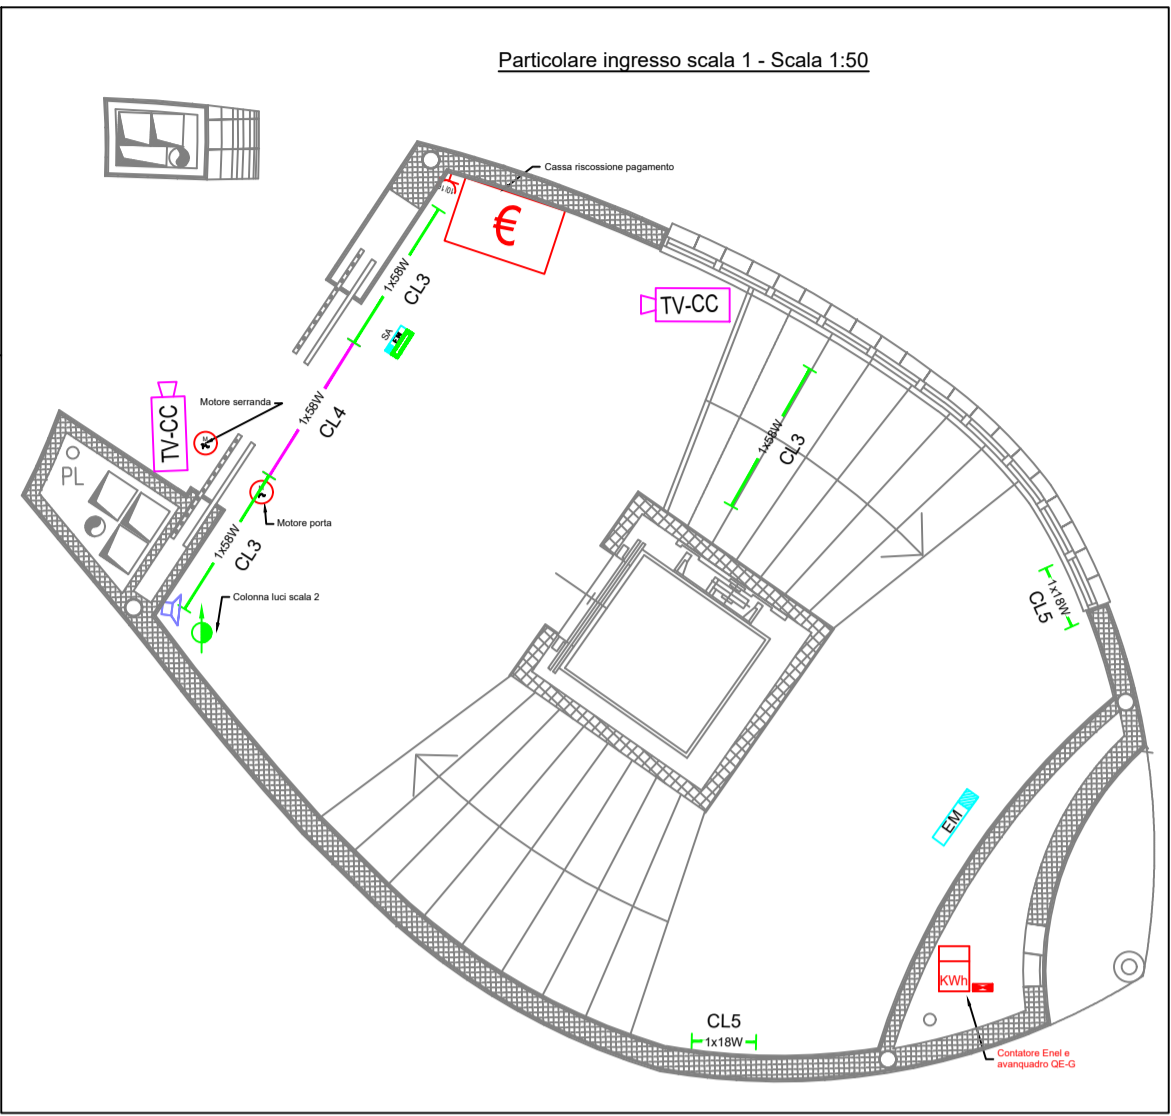 Particolare ingresso scala 1 - Scala 1:50
Cassa riscossione pagamento
€
1x58W
CL3
TV-CC
SA
Motore serranda
TV-CC
M
1x58W
CL4
1x58W
CL3
PL
Motore porta
1x58W
CL3
Colonna luci scala 2
1x18W
CL5
EM
KWh
CL5
1x18W
Contatore Enel e
avanquadro QE-G